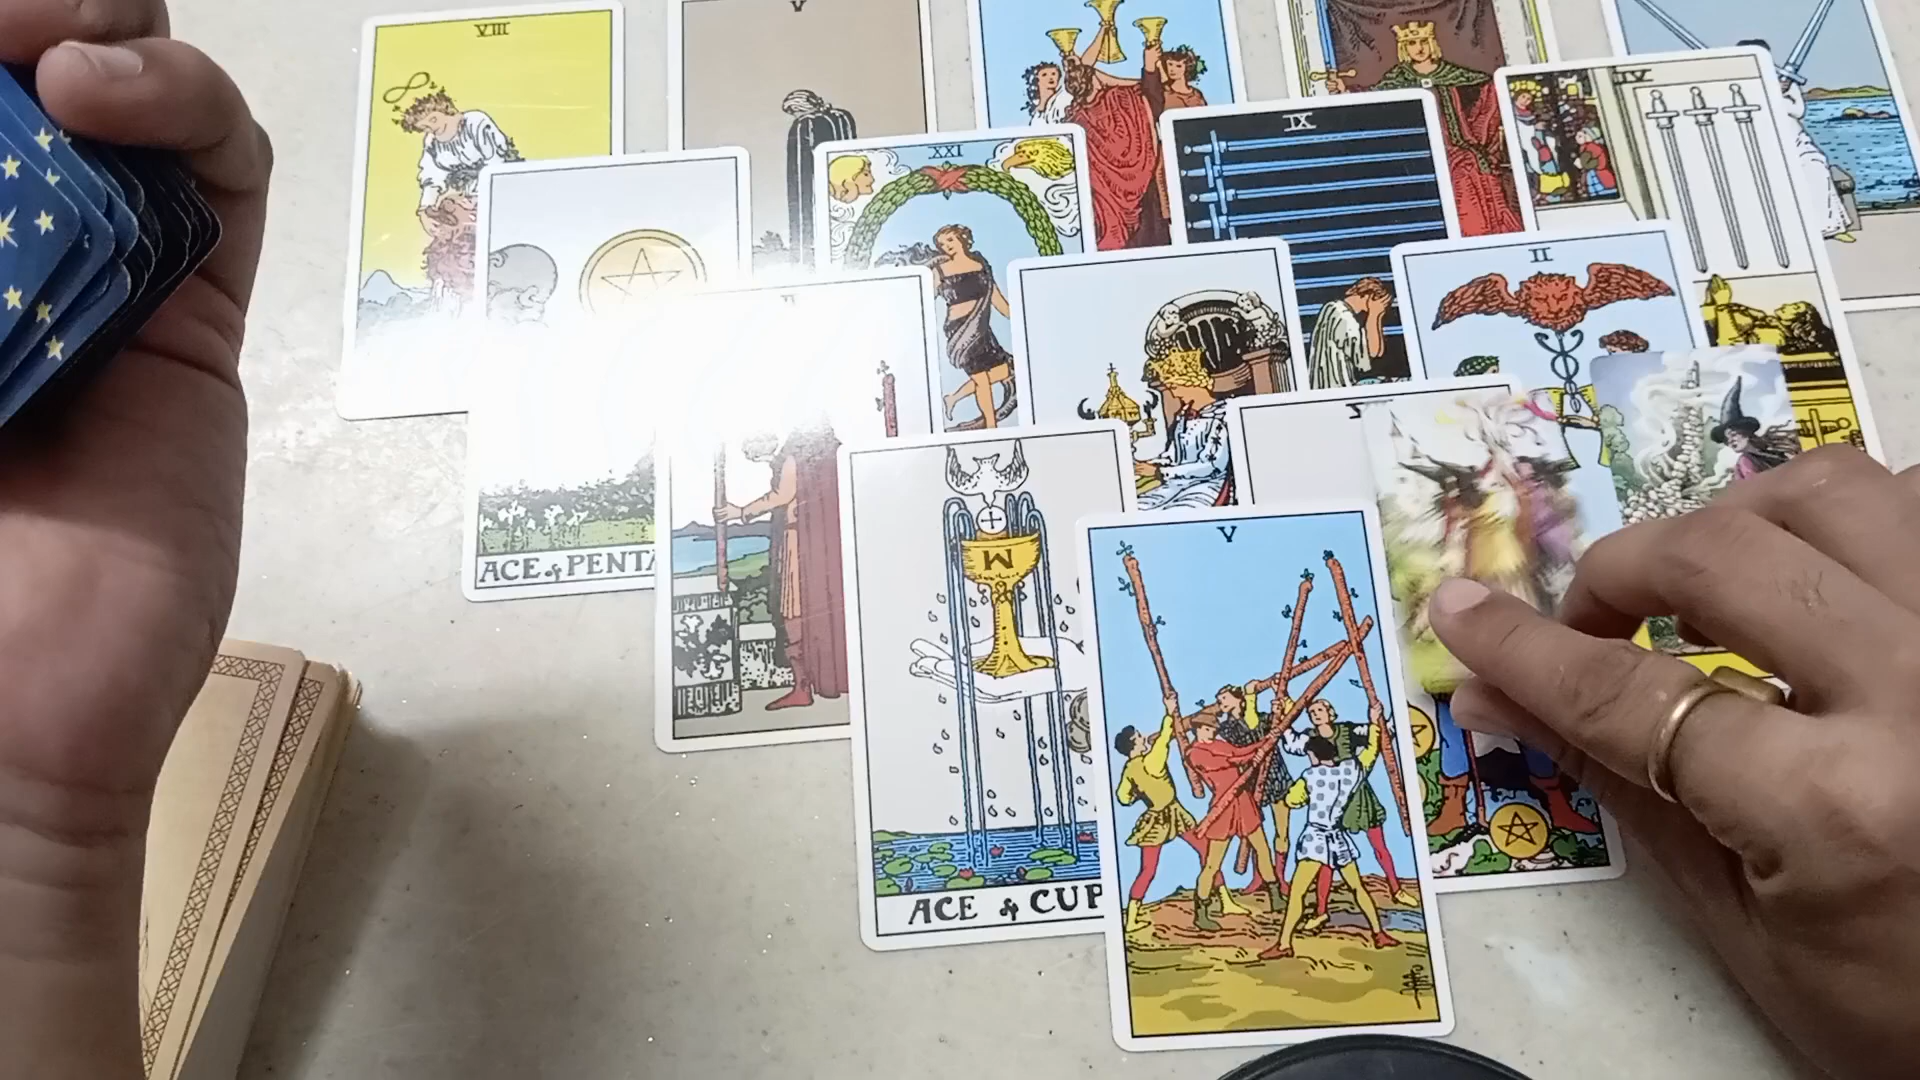 VIII
V
IV
XXI
IX
II
ACE of PENTA
V
ACE of CUP